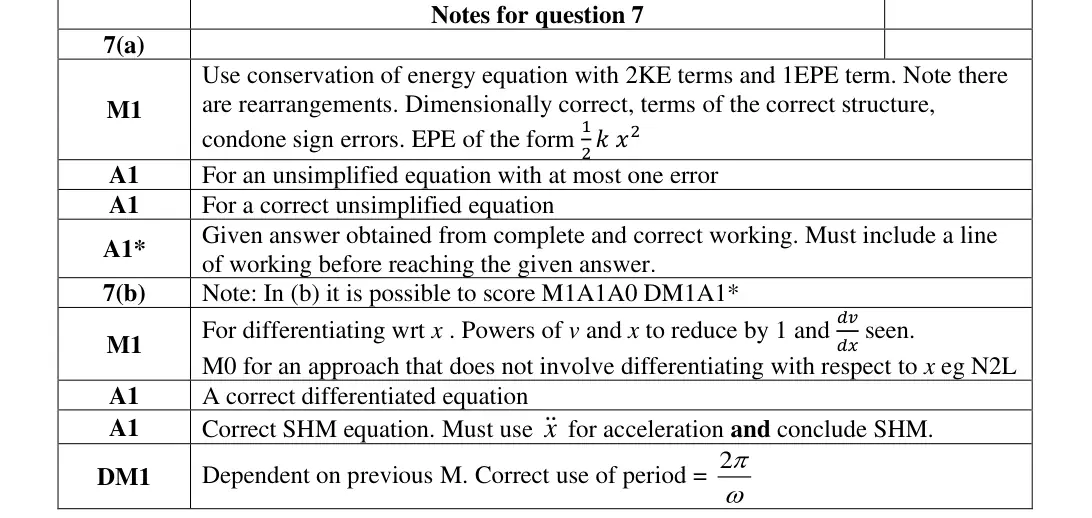 Notes for question 7
7(a)
M1
Use conservation of energy equation with 2KE terms and 1EPE term. Note there
are rearrangements. Dimensionally correct, terms of the correct structure,
condone sign errors. EPE of the form 1/2 k x²
A1 For an unsimplified equation with at most one error
A1 For a correct unsimplified equation
A1*
Given answer obtained from complete and correct working. Must include a line
of working before reaching the given answer.
7(b) Note: In (b) it is possible to score M1A1A0 DM1A1*
M1
For differentiating wrt x . Powers of v and x to reduce by 1 and dv/dx seen.
M0 for an approach that does not involve differentiating with respect to x eg N2L
A1 A correct differentiated equation
A1 Correct SHM equation. Must use ẍ for acceleration and conclude SHM.
DM1 Dependent on previous M. Correct use of period = 2π/ω